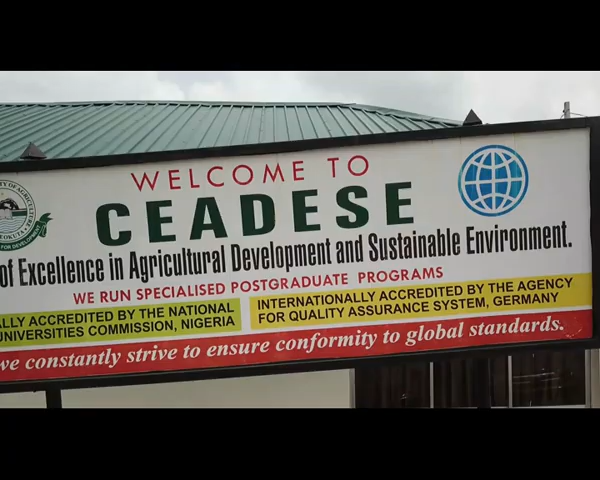 WELCOME TO
CEADESE
of Excellence in Agricultural Development and Sustainable Environment.
WE RUN SPECIALISED POSTGRADUATE PROGRAMS
ALLY ACCREDITED BY THE NATIONAL
UNIVERSITIES COMMISSION, NIGERIA
INTERNATIONALLY ACCREDITED BY THE AGENCY
FOR QUALITY ASSURANCE SYSTEM, GERMANY
we constantly strive to ensure conformity to global standards.